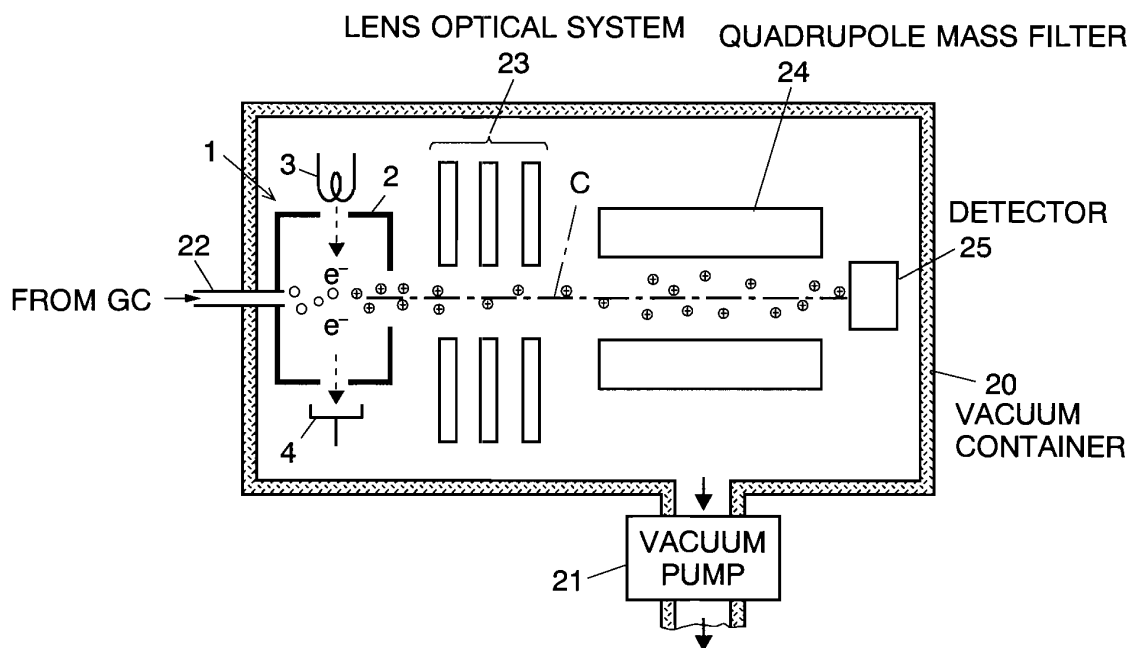 LENS OPTICAL SYSTEM
23
QUADRUPOLE MASS FILTER
24
1
3
2
C
DETECTOR
25
22
FROM GC
e⁻
e⁻
4
20
VACUUM
CONTAINER
21
VACUUM
PUMP